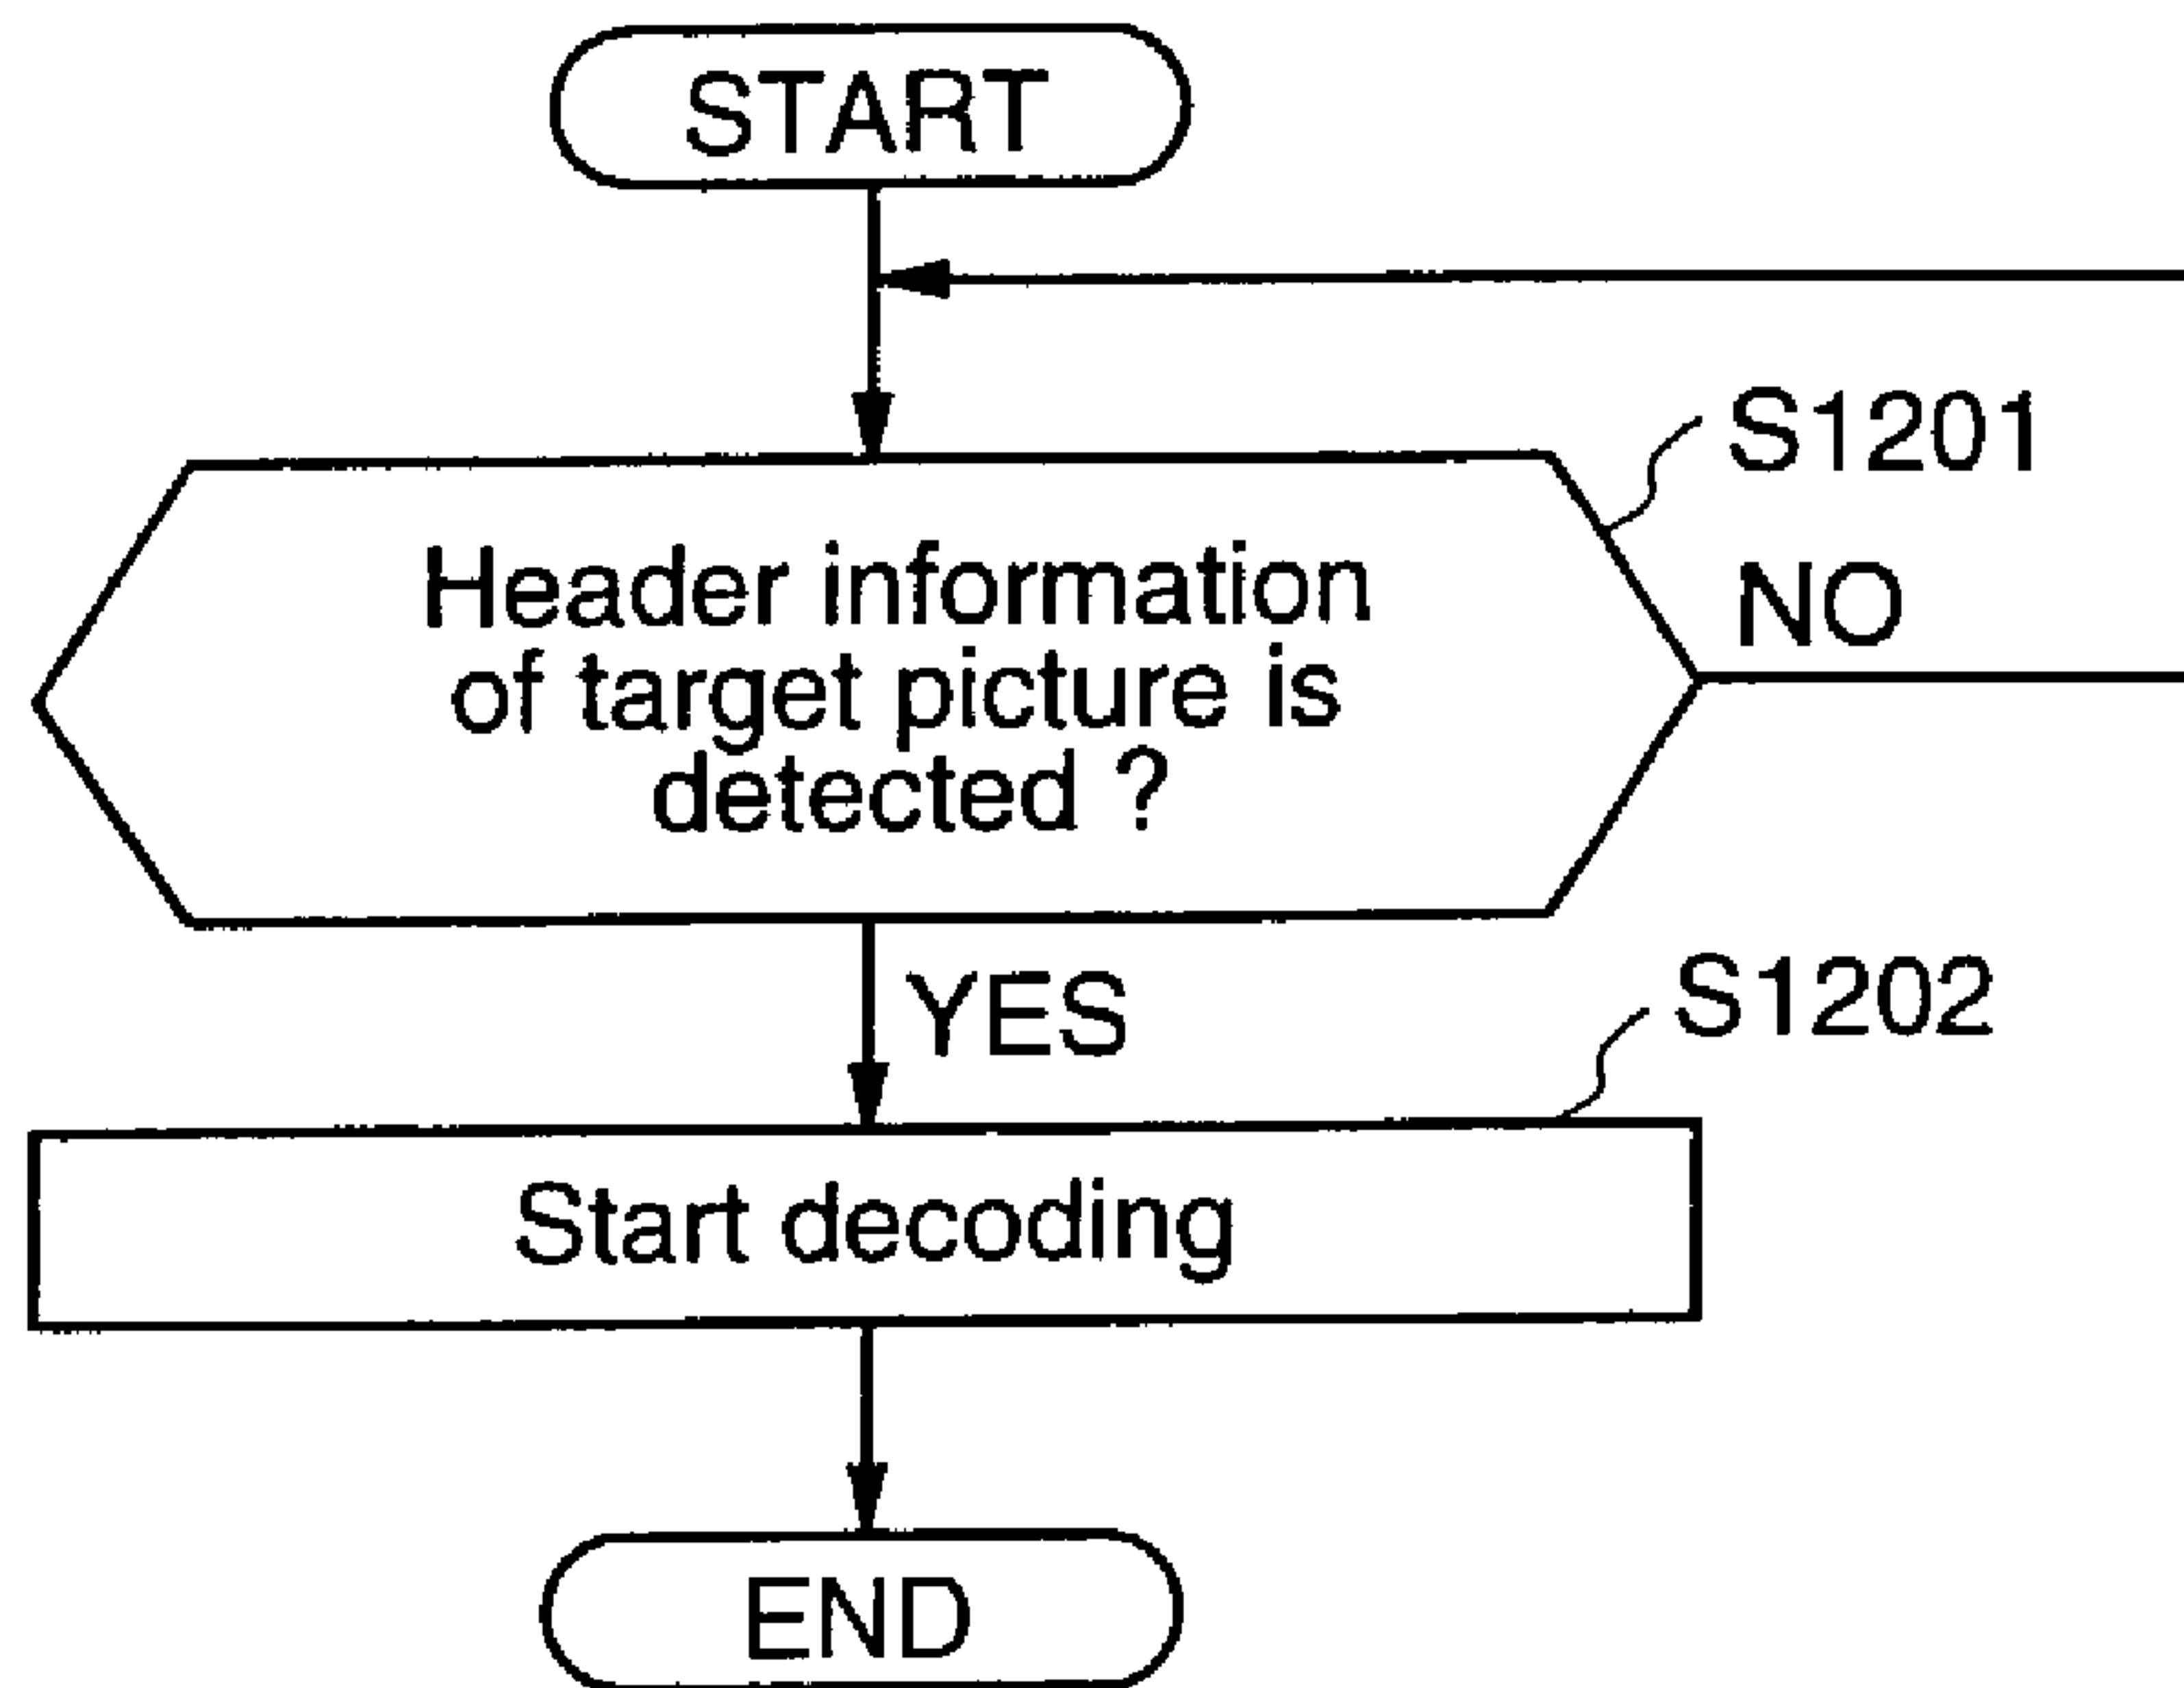 START
S1201
Header information
of target picture is
detected ?
NO
YES
S1202
Start decoding
END